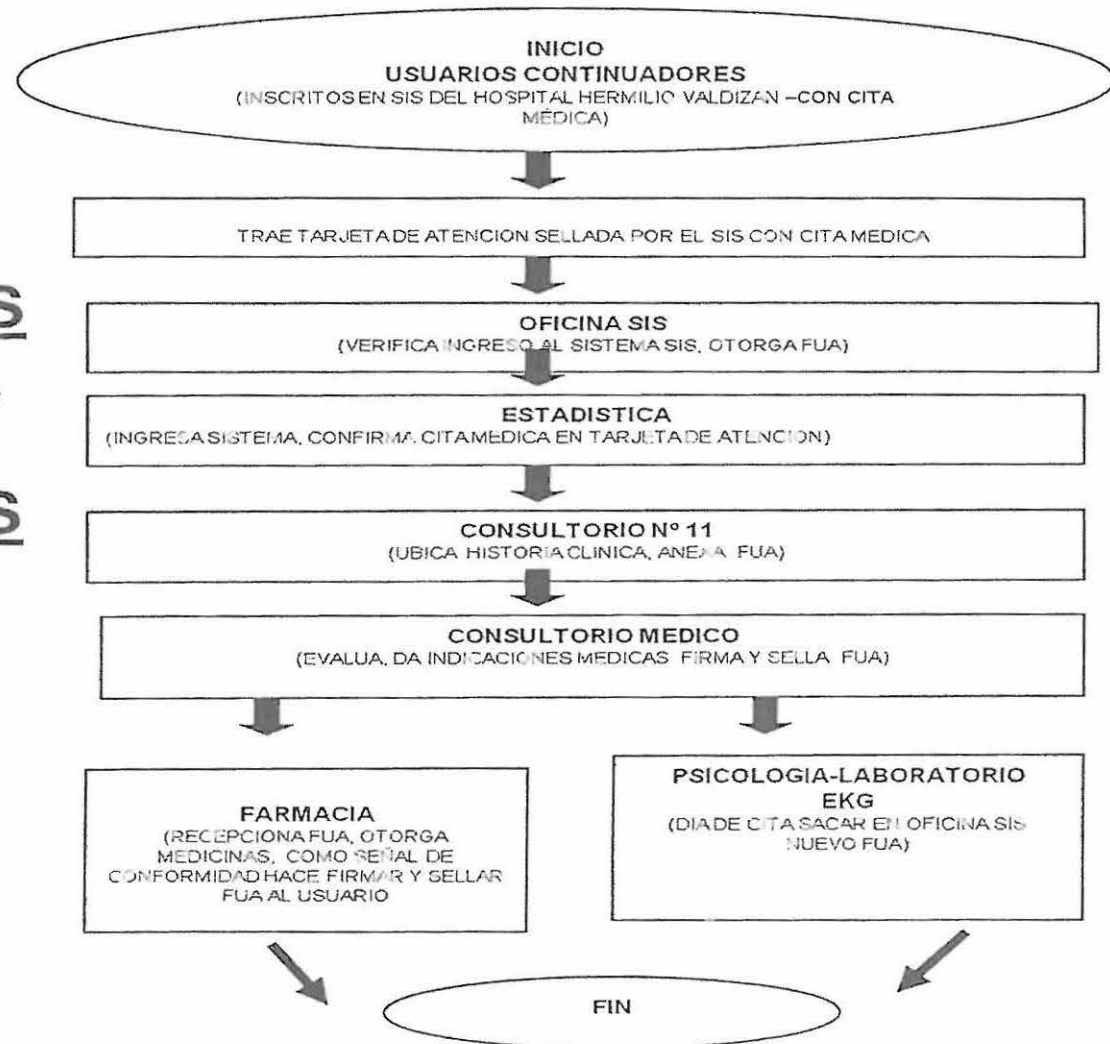 INICIO
USUARIOS CONTINUADORES
(INSCRITOS EN SIS DEL HOSPITAL HERMILIO VALDIZAN –CON CITA
MÉDICA)
TRAE TARJETA DE ATENCION SELLADA POR EL SIS CON CITA MEDICA
S
OFICINA SIS
(VERIFICA INGRESO AL SISTEMA SIS, OTORGA FUA)
ESTADISTICA
(INGRESA SISTEMA, CONFIRMA CITA MEDICA EN TARJETA DE ATENCION)
S
CONSULTORIO Nº 11
(UBICA HISTORIA CLINICA, ANEXA FUA)
CONSULTORIO MEDICO
(EVALUA, DA INDICACIONES MEDICAS FIRMA Y SELLA FUA)
FARMACIA
(RECEPCIONA FUA, OTORGA
MEDICINAS, COMO SEÑAL DE
CONFORMIDAD HACE FIRMAR Y SELLAR
FUA AL USUARIO
PSICOLOGIA-LABORATORIO
EKG
(DIA DE CITA SACAR EN OFICINA SIS
NUEVO FUA)
FIN